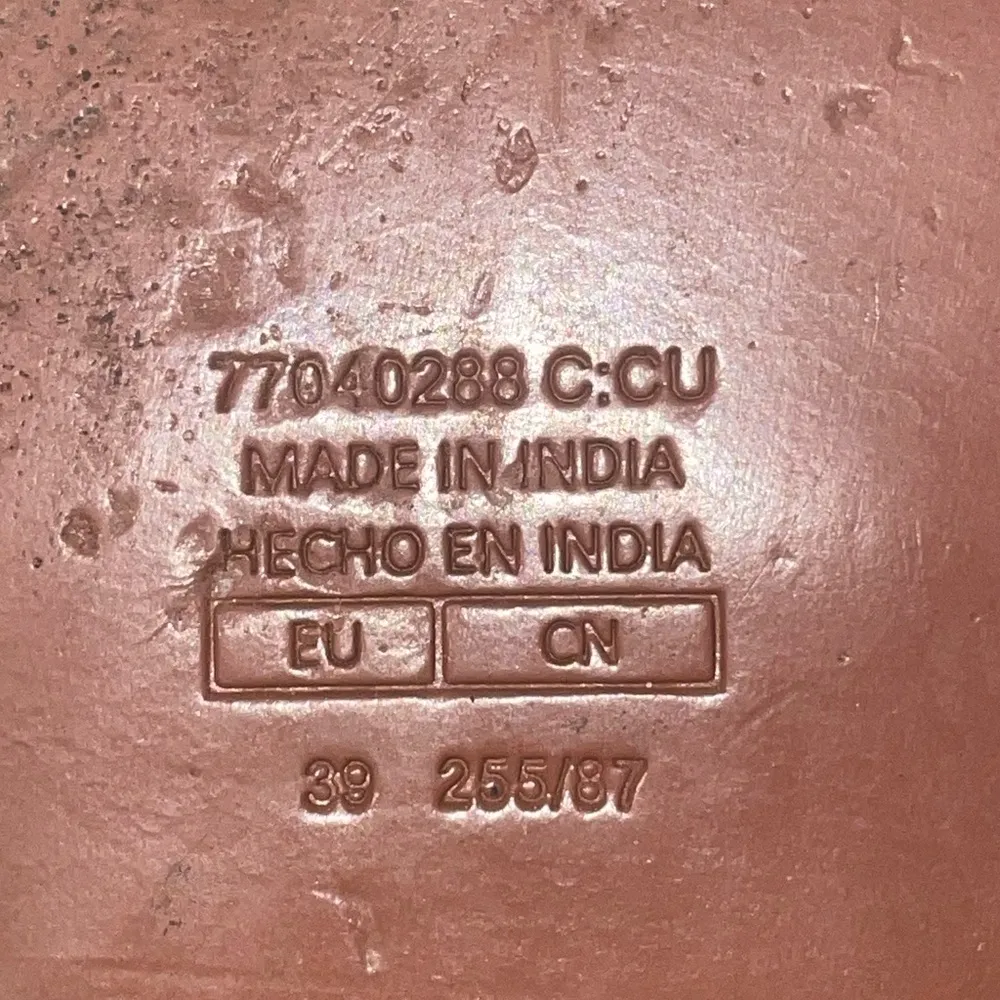 77040288 C:CU
MADE IN INDIA
HECHO EN INDIA
EU CN
39 255/87